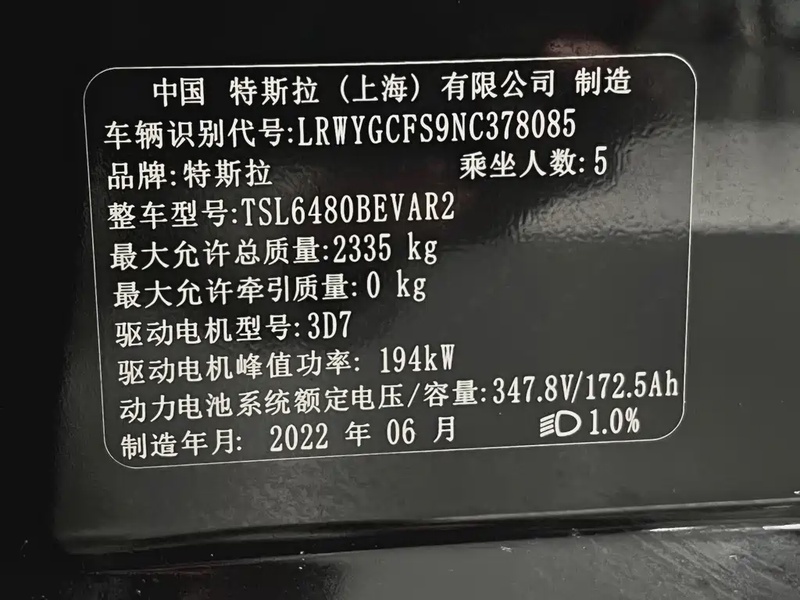 中国 特斯拉（上海）有限公司 制造
车辆识别代号:LRWYGCFS9NC378085
品牌:特斯拉 乘坐人数:5
整车型号:TSL6480BEVAR2
最大允许总质量:2335 kg
最大允许牵引质量:0 kg
驱动电机型号:3D7
驱动电机峰值功率: 194kW
动力电池系统额定电压/容量:347.8V/172.5Ah
制造年月: 2022 年 06 月 1.0%